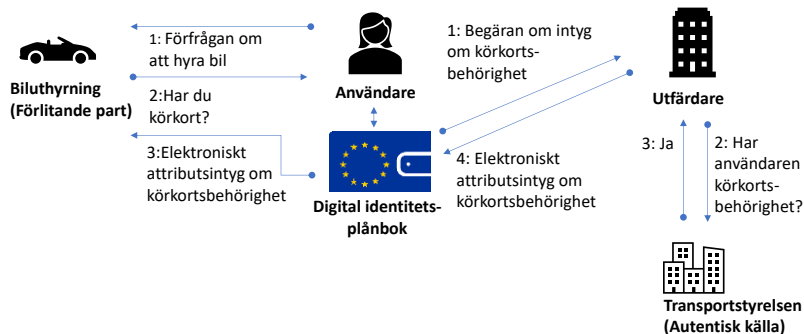 1: Förfrågan om
att hyra bil
Biluthyrning
(Förlitande part)
2:Har du
körkort?
3:Elektroniskt
attributsintyg om
körkortsbehörighet
Användare
Digital identitets-
plånbok
1: Begäran om intyg
om körkorts-
behörighet
4: Elektroniskt
attributsintyg om
körkortsbehörighet
Utfärdare
3: Ja
2: Har
användaren
körkorts-
behörighet?
Transportstyrelsen
(Autentisk källa)